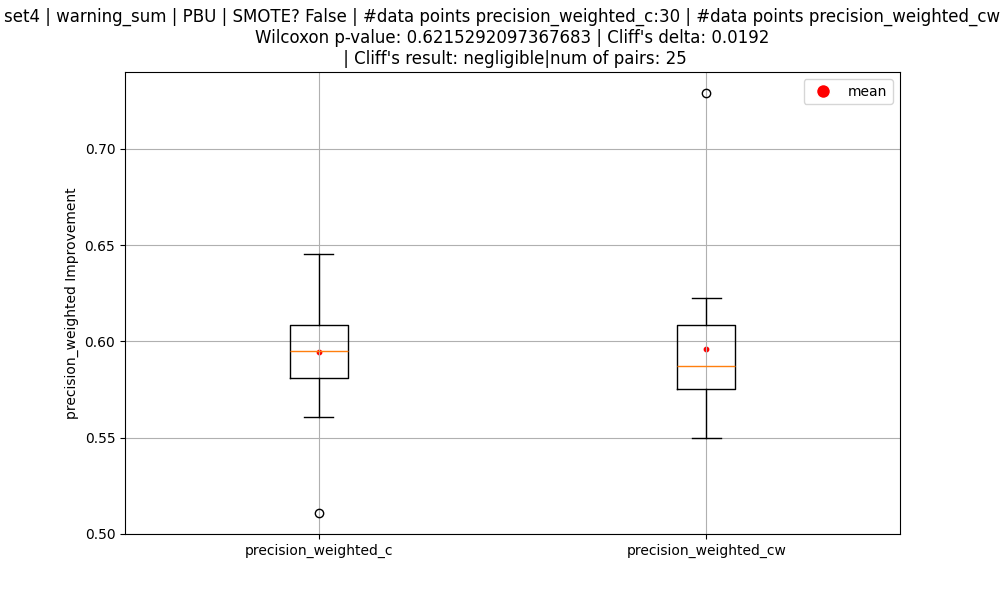 set4 | warning_sum | PBU | SMOTE? False | #data points precision_weighted_c:30 | #data points precision_weighted_cw
Wilcoxon p-value: 0.6215292097367683 | Cliff's delta: 0.0192
| Cliff's result: negligible|num of pairs: 25
mean
0.70
0.65
0.60
0.55
0.50
precision_weighted Improvement
precision_weighted_c
precision_weighted_cw